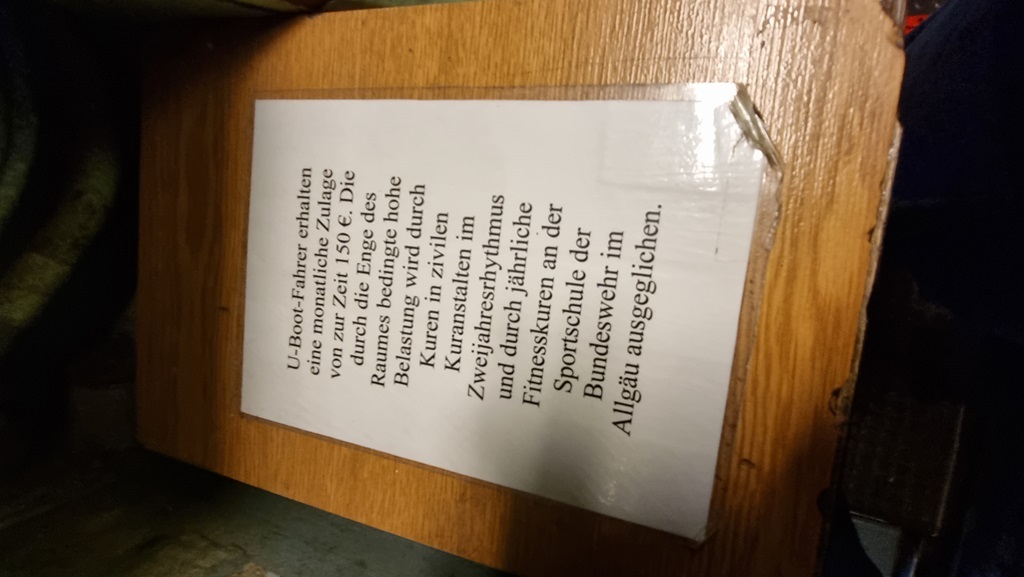 U-Boot-Fahrer erhalten
eine monatliche Zulage
von zur Zeit 150 €. Die
durch die Enge des
Raumes bedingte hohe
Belastung wird durch
Kuren in zivilen
Kuranstalten im
Zweijahresrhythmus
und durch jährliche
Fitnesskuren an der
Sportschule der
Bundeswehr im
Allgäu ausgeglichen.